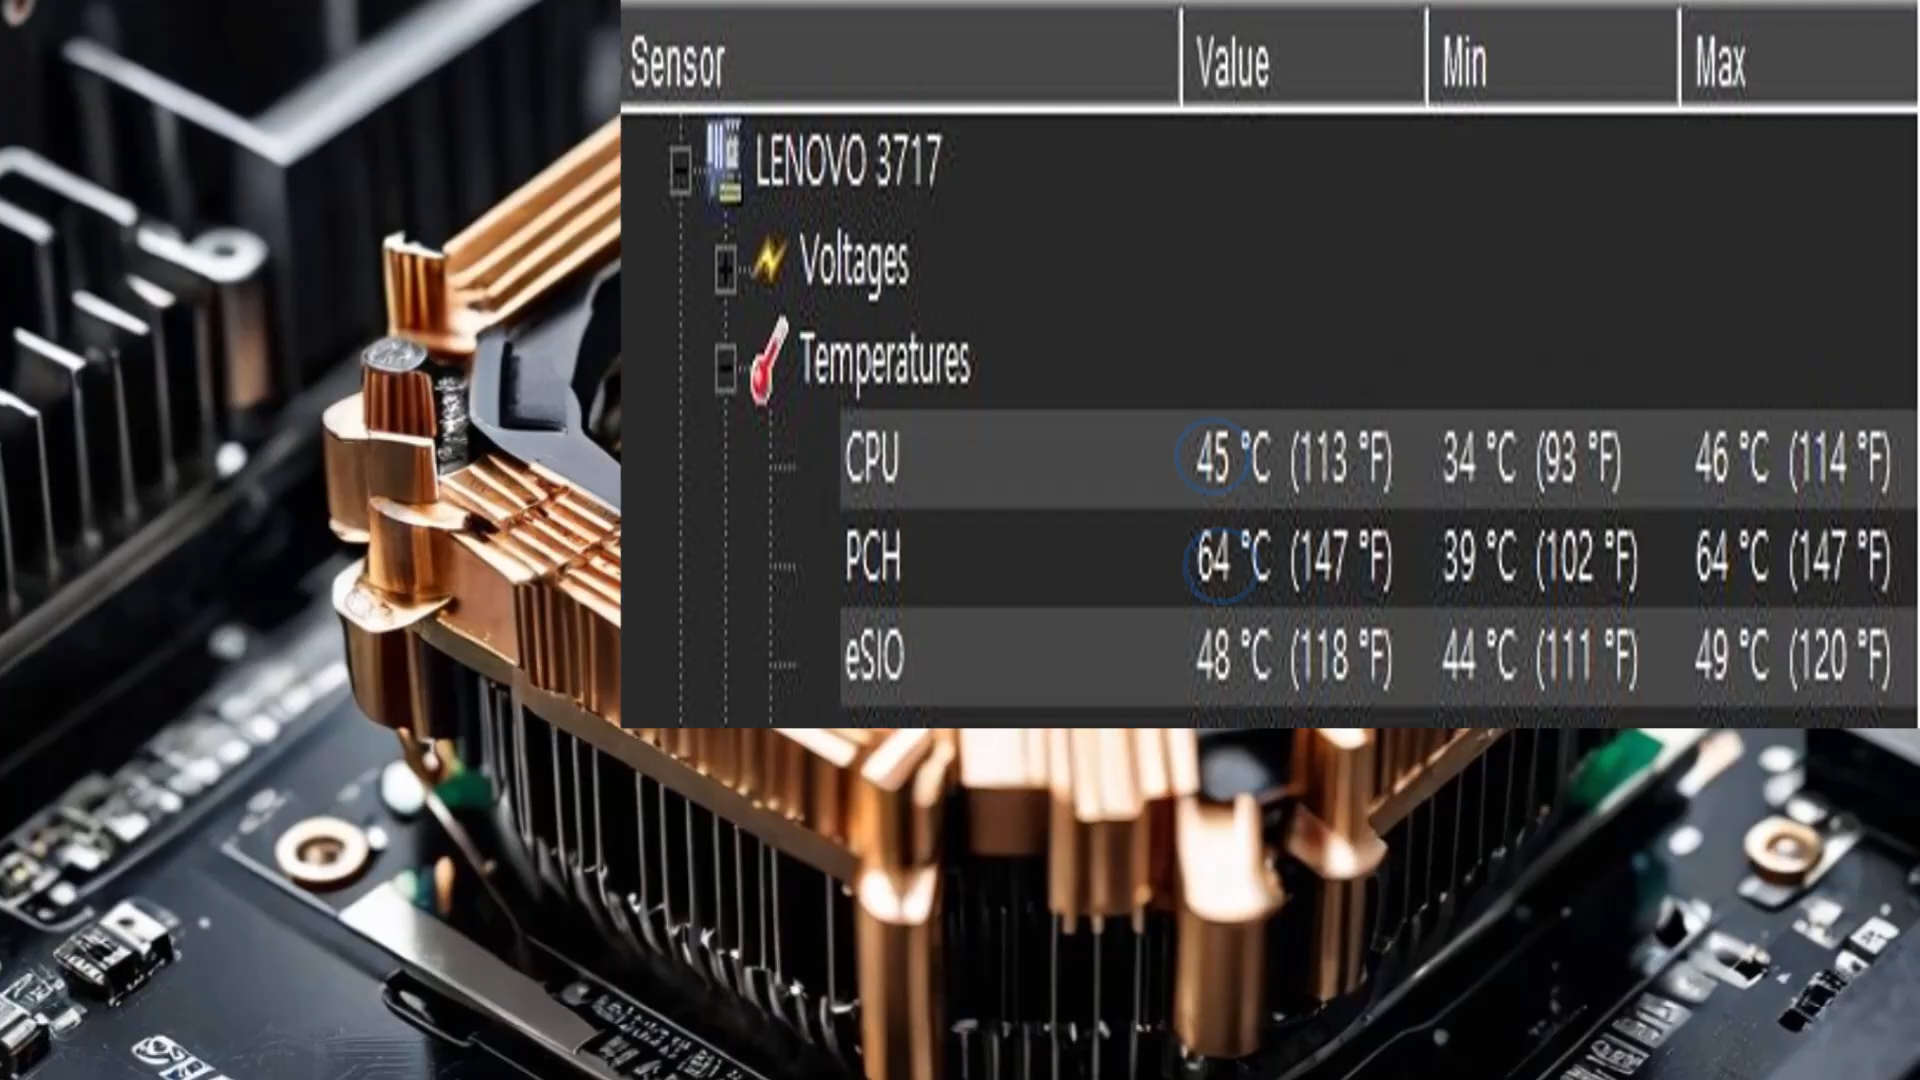 Sensor Value Min Max
LENOVO 3717
Voltages
Temperatures
CPU 45 °C (113 °F) 34 °C (93 °F) 46 °C (114 °F)
PCH 64 °C (147 °F) 39 °C (102 °F) 64 °C (147 °F)
eSIO 48 °C (118 °F) 44 °C (111 °F) 49 °C (120 °F)